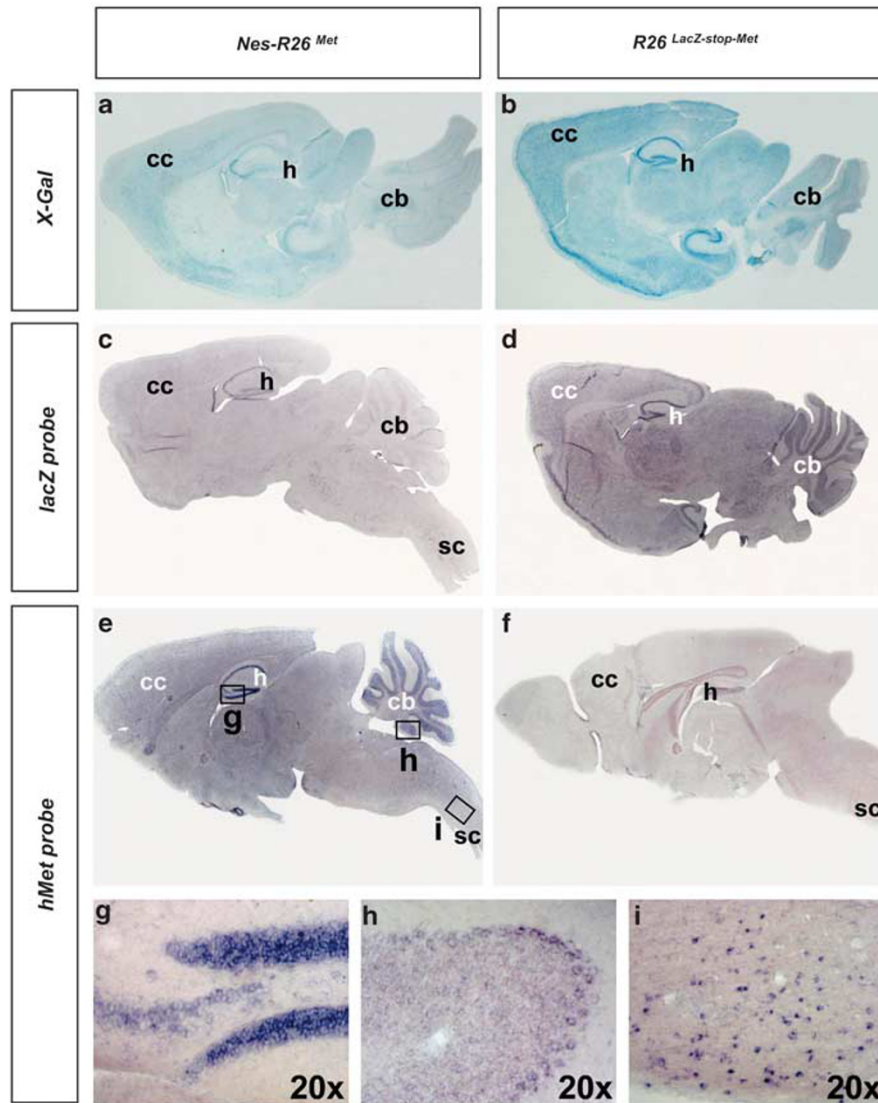 Nes-R26 Met
R26 LacZ-stop-Met
X-Gal
a
cc
h
cb
b
cc
h
cb
lacZ probe
c
cc
h
cb
sc
d
cc
h
cb
hMet probe
e
cc
h
g
cb
h
i
sc
f
cc
h
sc
g
20x
h
20x
i
20x